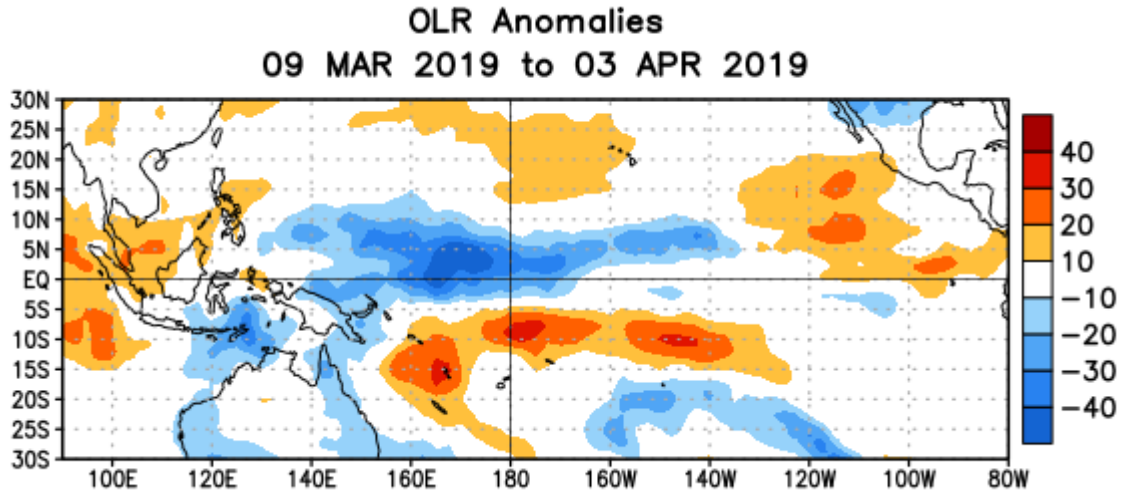 OLR Anomalies
09 MAR 2019 to 03 APR 2019
30N
25N
20N
15N
10N
5N
EQ
5S
10S
15S
20S
25S
30S
100E 120E 140E 160E 180 160W 140W 120W 100W 80W
40
30
20
10
-10
-20
-30
-40